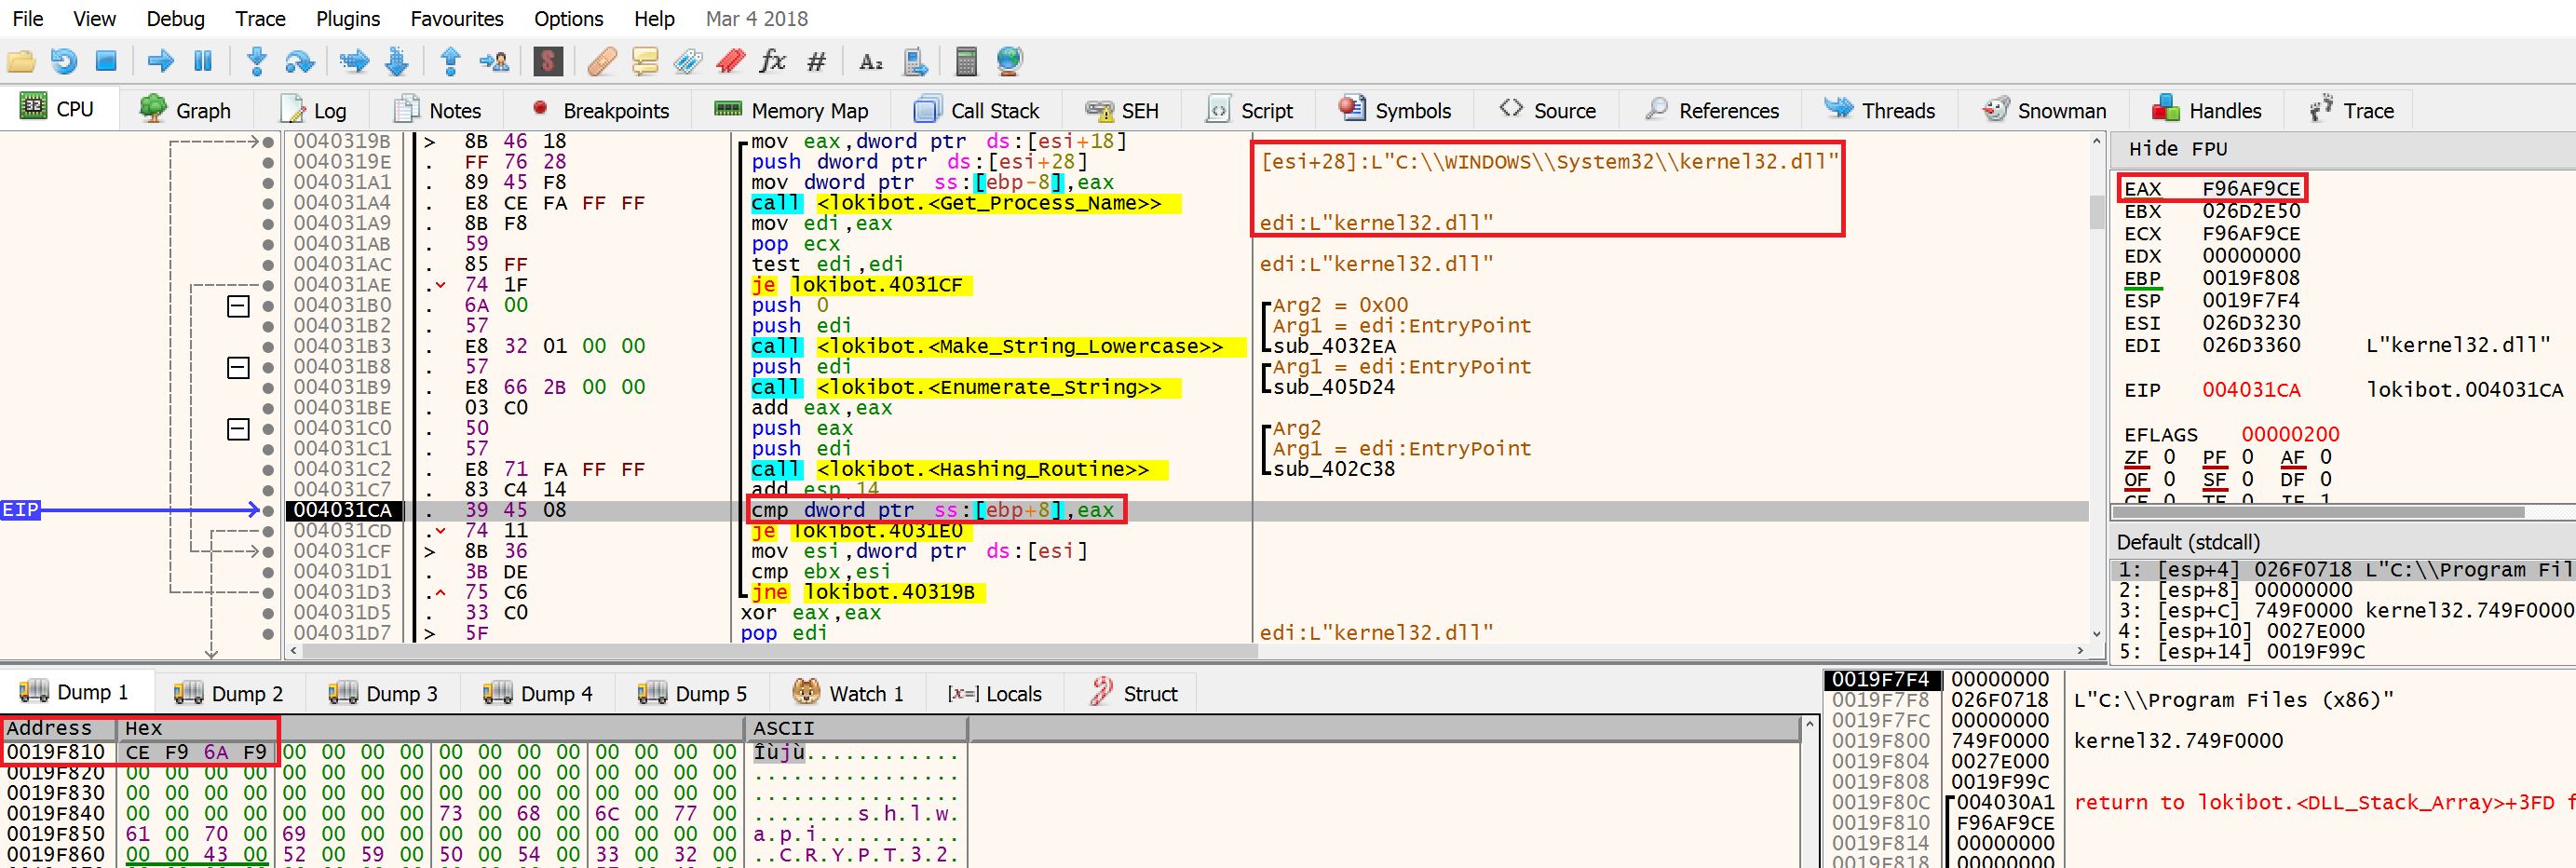 File View Debug Trace Plugins Favourites Options Help Mar 4 2018
CPU Graph Log Notes Breakpoints Memory Map Call Stack SEH Script Symbols Source References Threads Snowman Handles Trace
0040319B > 8B 46 18 mov eax,dword ptr ds:[esi+18]
0040319E . FF 76 28 push dword ptr ds:[esi+28] [esi+28]:L"C:\\WINDOWS\\System32\\kernel32.dll"
004031A1 . 89 45 F8 mov dword ptr ss:[ebp-8],eax
004031A4 . E8 CE FA FF FF call <lokibot.<Get_Process_Name>>
004031A9 . 8B F8 mov edi,eax edi:L"kernel32.dll"
004031AB . 59 pop ecx
004031AC . 85 FF test edi,edi edi:L"kernel32.dll"
004031AE . 74 1F je lokibot.4031CF
004031B0 . 6A 00 push 0 Arg2 = 0x00
004031B2 . 57 push edi Arg1 = edi:EntryPoint
004031B3 . E8 32 01 00 00 call <lokibot.<Make_String_Lowercase>> sub_4032EA
004031B8 . 57 push edi Arg1 = edi:EntryPoint
004031B9 . E8 66 2B 00 00 call <lokibot.<Enumerate_String>> sub_405D24
004031BE . 03 C0 add eax,eax
004031C0 . 50 push eax Arg2
004031C1 . 57 push edi Arg1 = edi:EntryPoint
004031C2 . E8 71 FA FF FF call <lokibot.<Hashing_Routine>> sub_402C38
004031C7 . 83 C4 14 add esp,14
EIP 004031CA . 39 45 08 cmp dword ptr ss:[ebp+8],eax
004031CD . 74 11 je lokibot.4031E0
004031CF > 8B 36 mov esi,dword ptr ds:[esi]
004031D1 . 3B DE cmp ebx,esi
004031D3 . 75 C6 jne lokibot.40319B
004031D5 . 33 C0 xor eax,eax
004031D7 > 5F pop edi edi:L"kernel32.dll"
Hide FPU
EAX F96AF9CE
EBX 026D2E50
ECX F96AF9CE
EDX 00000000
EBP 0019F808
ESP 0019F7F4
ESI 026D3230
EDI 026D3360 L"kernel32.dll"
EIP 004031CA lokibot.004031CA
EFLAGS 00000200
ZF 0 PF 0 AF 0
OF 0 SF 0 DF 0
CF 0 TF 0 IF 1
Default (stdcall)
1: [esp+4] 026F0718 L"C:\\Program Fil
2: [esp+8] 00000000
3: [esp+C] 749F0000 kernel32.749F0000
4: [esp+10] 0027E000
5: [esp+14] 0019F99C
Dump 1 Dump 2 Dump 3 Dump 4 Dump 5 Watch 1 [x=] Locals Struct
Address Hex ASCII
0019F810 CE F9 6A F9 00 00 00 00 00 00 00 00 00 00 00 00 Îùjù............
0019F820 00 00 00 00 00 00 00 00 00 00 00 00 00 00 00 00 ................
0019F830 00 00 00 00 00 00 00 00 00 00 00 00 00 00 00 00 ................
0019F840 00 00 00 00 00 00 00 00 73 00 68 00 6C 00 77 00 ........s.h.l.w.
0019F850 61 00 70 00 69 00 00 00 00 00 00 00 00 00 00 00 a.p.i...........
0019F860 00 00 43 00 52 00 59 00 50 00 54 00 33 00 32 00 ..C.R.Y.P.T.3.2.
0019F7F4 00000000
0019F7F8 026F0718 L"C:\\Program Files (x86)"
0019F7FC 00000000
0019F800 749F0000 kernel32.749F0000
0019F804 0027E000
0019F808 0019F99C
0019F80C 004030A1 return to lokibot.<DLL_Stack_Array>+3FD f
0019F810 F96AF9CE
0019F814 00000000
0019F818 00000000